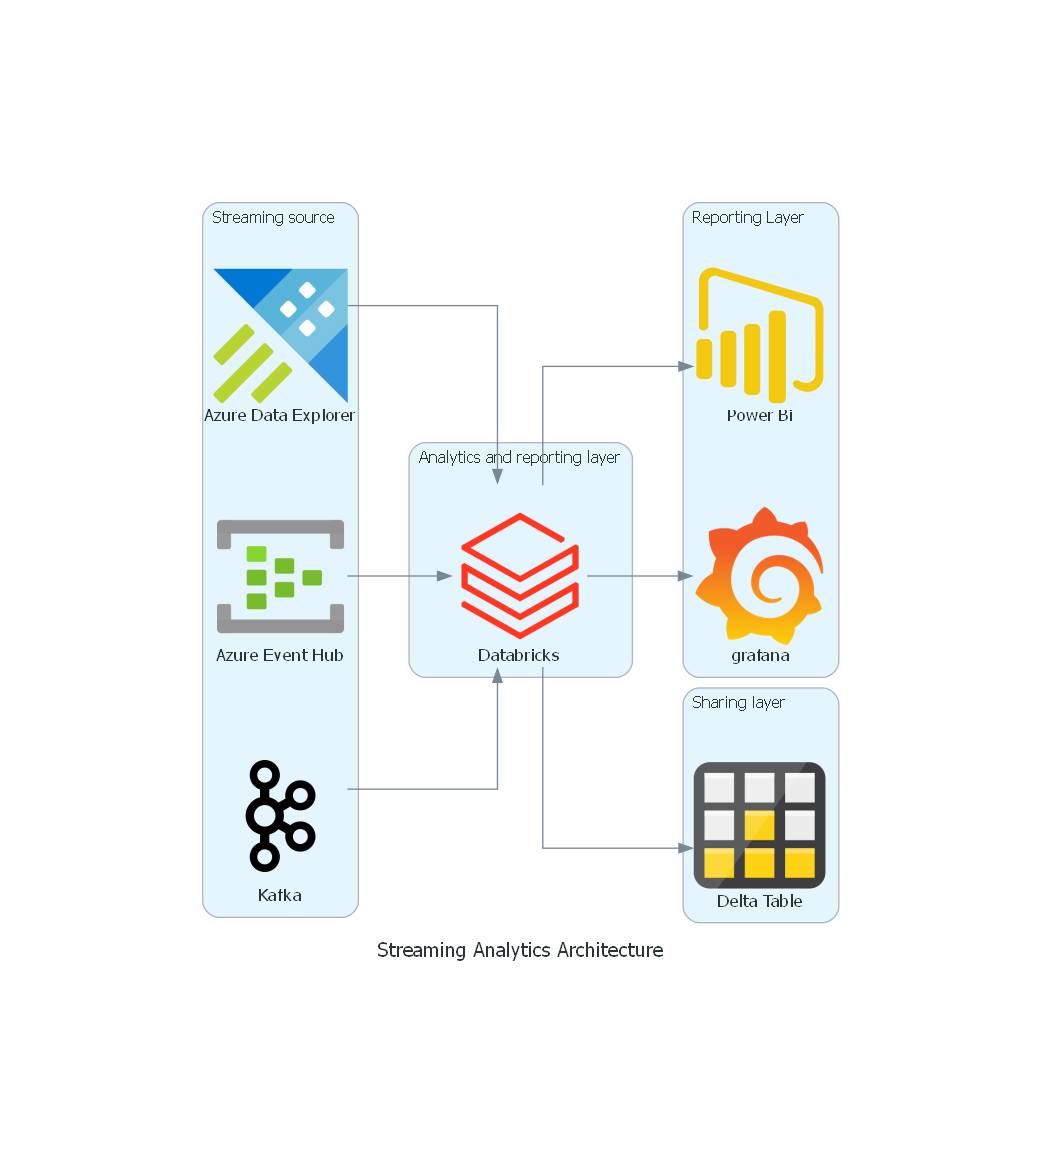 Streaming source
Azure Data Explorer
Azure Event Hub
Kafka
Analytics and reporting layer
Databricks
Reporting Layer
Power Bi
grafana
Sharing layer
Delta Table
Streaming Analytics Architecture